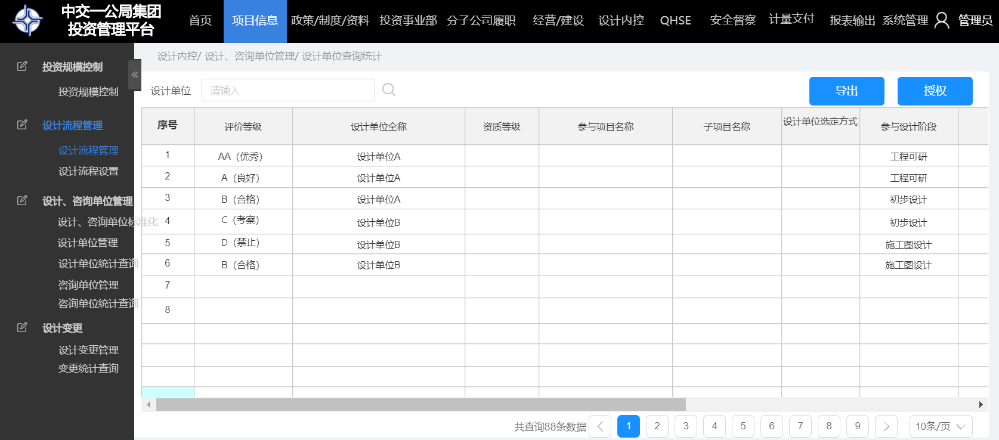 中交一公局集团
投资管理平台
首页 项目信息 政策/制度/资料 投资事业部 分子公司履职 经营/建设 设计内控 QHSE 安全督察 计量支付 报表输出 系统管理 管理员
投资规模控制
投资规模控制
设计流程管理
设计流程管理
设计流程设置
设计、咨询单位管理
设计、咨询单位标准化
设计单位管理
设计单位统计查询
咨询单位管理
咨询单位统计查询
设计变更
设计变更管理
变更统计查询
«
设计内控/ 设计、咨询单位管理/ 设计单位查询统计
设计单位 请输入 导出 授权
序号 评价等级 设计单位全称 资质等级 参与项目名称 子项目名称 设计单位选定方式 参与设计阶段
1 AA（优秀） 设计单位A 工程可研
2 A（良好） 设计单位A 工程可研
3 B（合格） 设计单位A 初步设计
4 C（考察） 设计单位B 初步设计
5 D（禁止） 设计单位B 施工图设计
6 B（合格） 设计单位B 施工图设计
7
8
共查询88条数据 1 2 3 4 5 6 7 8 9 10条/页